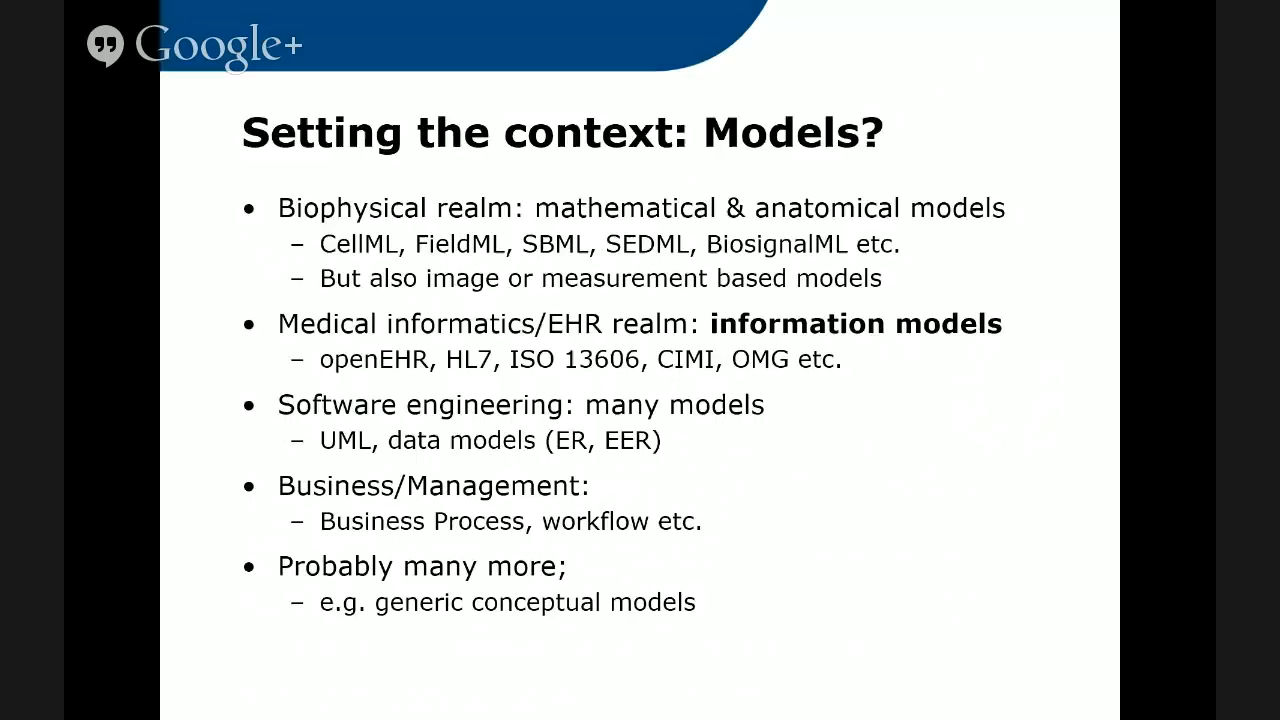 Google+
Setting the context: Models?
• Biophysical realm: mathematical & anatomical models
– CellML, FieldML, SBML, SEDML, BiosignalML etc.
– But also image or measurement based models
• Medical informatics/EHR realm: information models
– openEHR, HL7, ISO 13606, CIMI, OMG etc.
• Software engineering: many models
– UML, data models (ER, EER)
• Business/Management:
– Business Process, workflow etc.
• Probably many more;
– e.g. generic conceptual models